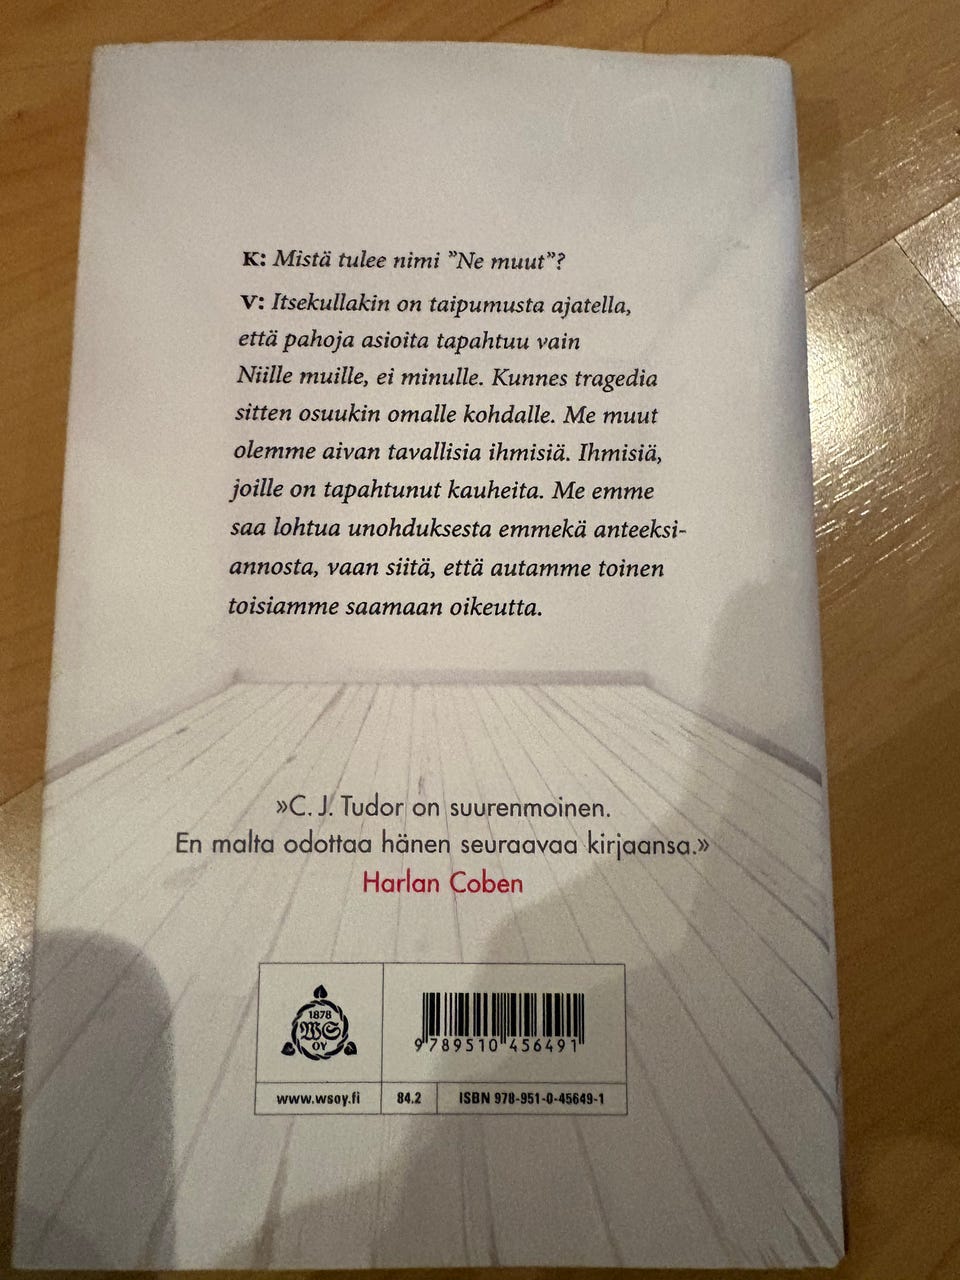 K: Mistä tulee nimi ”Ne muut”?
V: Itsekullakin on taipumusta ajatella,
että pahoja asioita tapahtuu vain
Niille muille, ei minulle. Kunnes tragedia
sitten osuukin omalle kohdalle. Me muut
olemme aivan tavallisia ihmisiä. Ihmisiä,
joille on tapahtunut kauheita. Me emme
saa lohtua unohduksesta emmekä anteeksi-
annosta, vaan siitä, että autamme toinen
toisiamme saamaan oikeutta.
»C. J. Tudor on suurenmoinen.
En malta odottaa hänen seuraavaa kirjaansa.»
Harlan Coben
1878
WS
OY
9789510456491
www.wsoy.fi
84.2
ISBN 978-951-0-45649-1